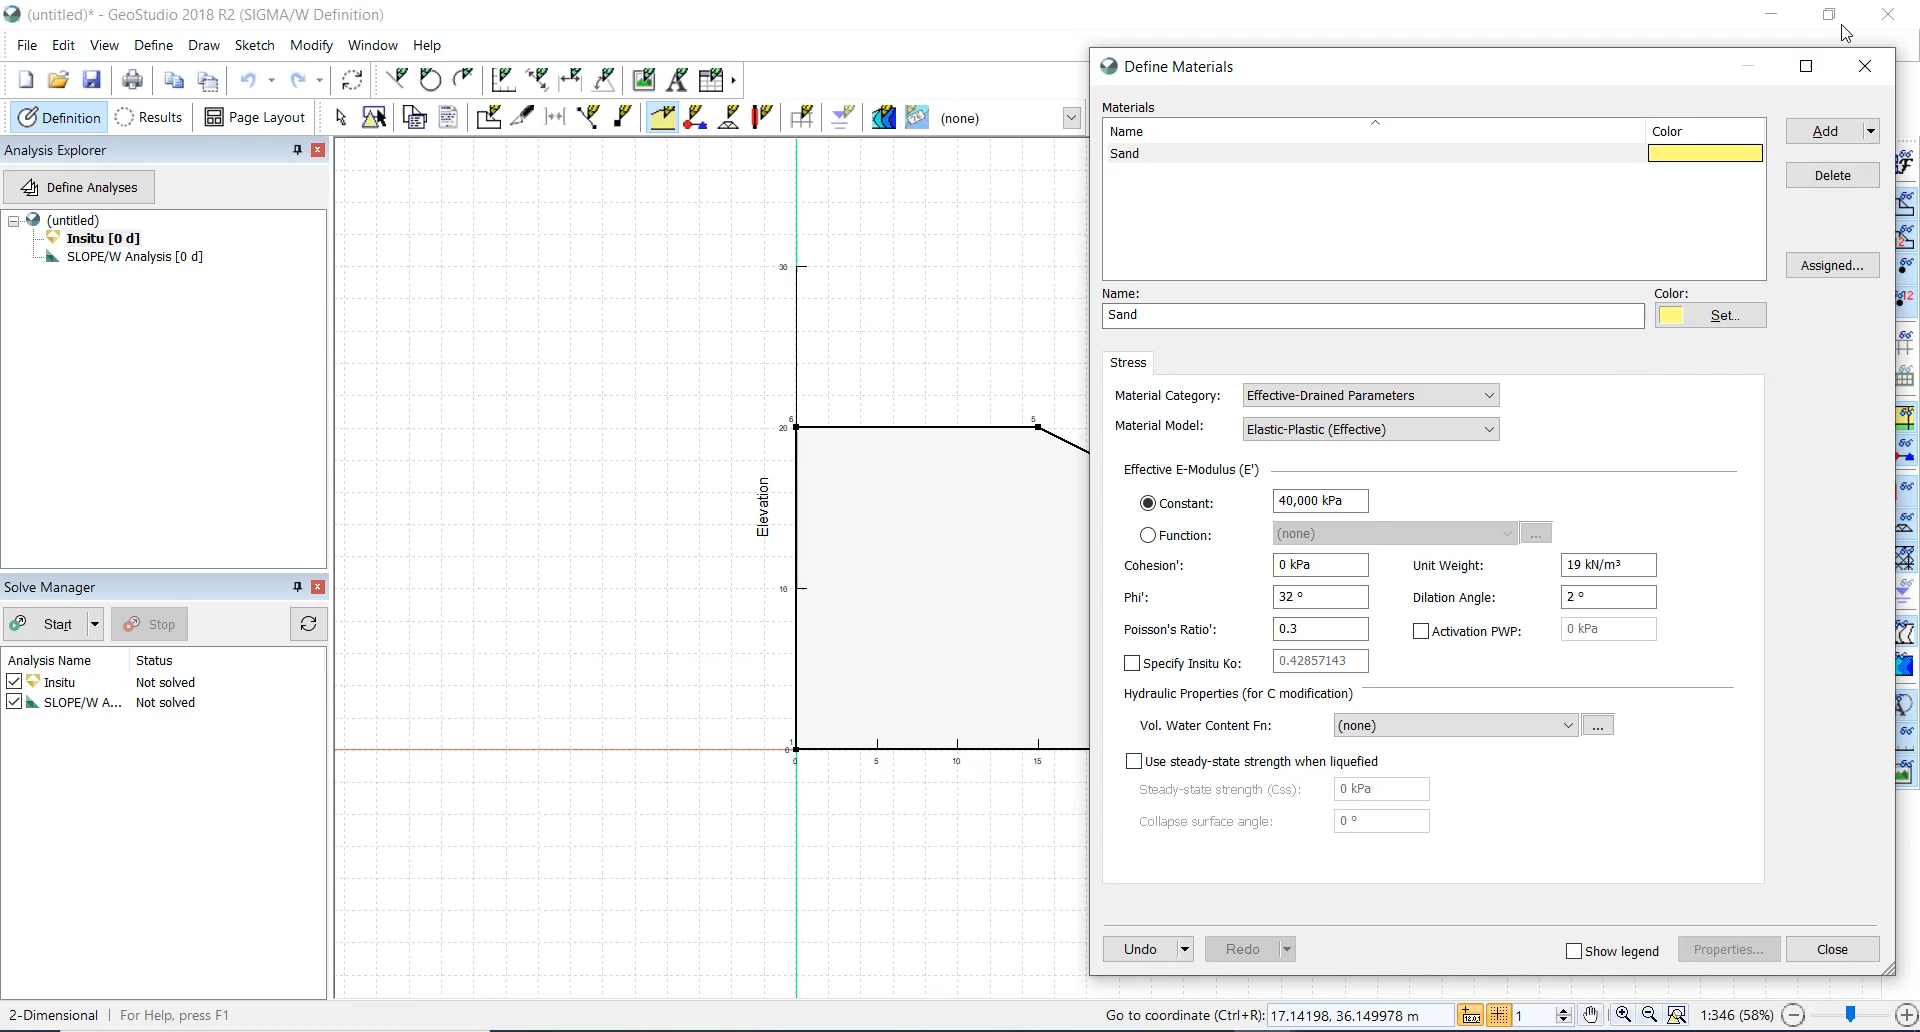 (untitled)* - GeoStudio 2018 R2 (SIGMA/W Definition)
File Edit View Define Draw Sketch Modify Window Help
Definition Results Page Layout (none)
Analysis Explorer
Define Analyses
(untitled)
Insitu [0 d]
SLOPE/W Analysis [0 d]
Solve Manager
Start Stop
Analysis Name Status
Insitu Not solved
SLOPE/W A... Not solved
30
6
5
20
Elevation
10
1
0
0 5 10 15
Define Materials
Materials
Name Color
Sand
Add
Delete
Assigned...
Name: Color:
Sand Set..
Stress
Material Category: Effective-Drained Parameters
Material Model: Elastic-Plastic (Effective)
Effective E-Modulus (E')
Constant: 40,000 kPa
Function: (none) ...
Cohesion': 0 kPa Unit Weight: 19 kN/m³
Phi': 32 ° Dilation Angle: 2 °
Poisson's Ratio': 0.3 Activation PWP: 0 kPa
Specify Insitu Ko: 0.42857143
Hydraulic Properties (for C modification)
Vol. Water Content Fn: (none) ...
Use steady-state strength when liquefied
Steady-state strength (Css): 0 kPa
Collapse surface angle: 0 °
Undo Redo Show legend Properties... Close
2-Dimensional For Help, press F1 Go to coordinate (Ctrl+R): 17.14198, 36.149978 m 1 1:346 (58%)